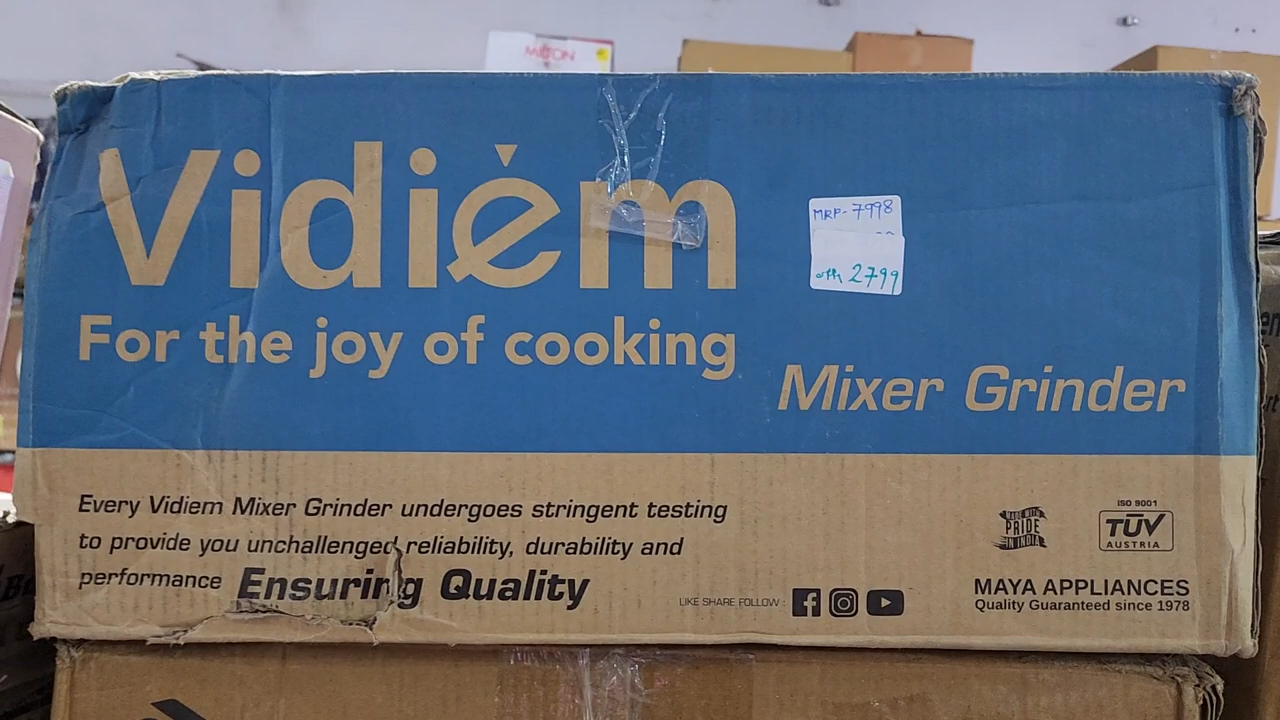 MILTON
Vidiem
MRP- 7998
2799
For the joy of cooking
Mixer Grinder
Every Vidiem Mixer Grinder undergoes stringent testing
to provide you unchallenged reliability, durability and
performance Ensuring Quality
LIKE SHARE FOLLOW :
MADE WITH
PRIDE
IN INDIA
ISO 9001
TÜV
AUSTRIA
MAYA APPLIANCES
Quality Guaranteed since 1978